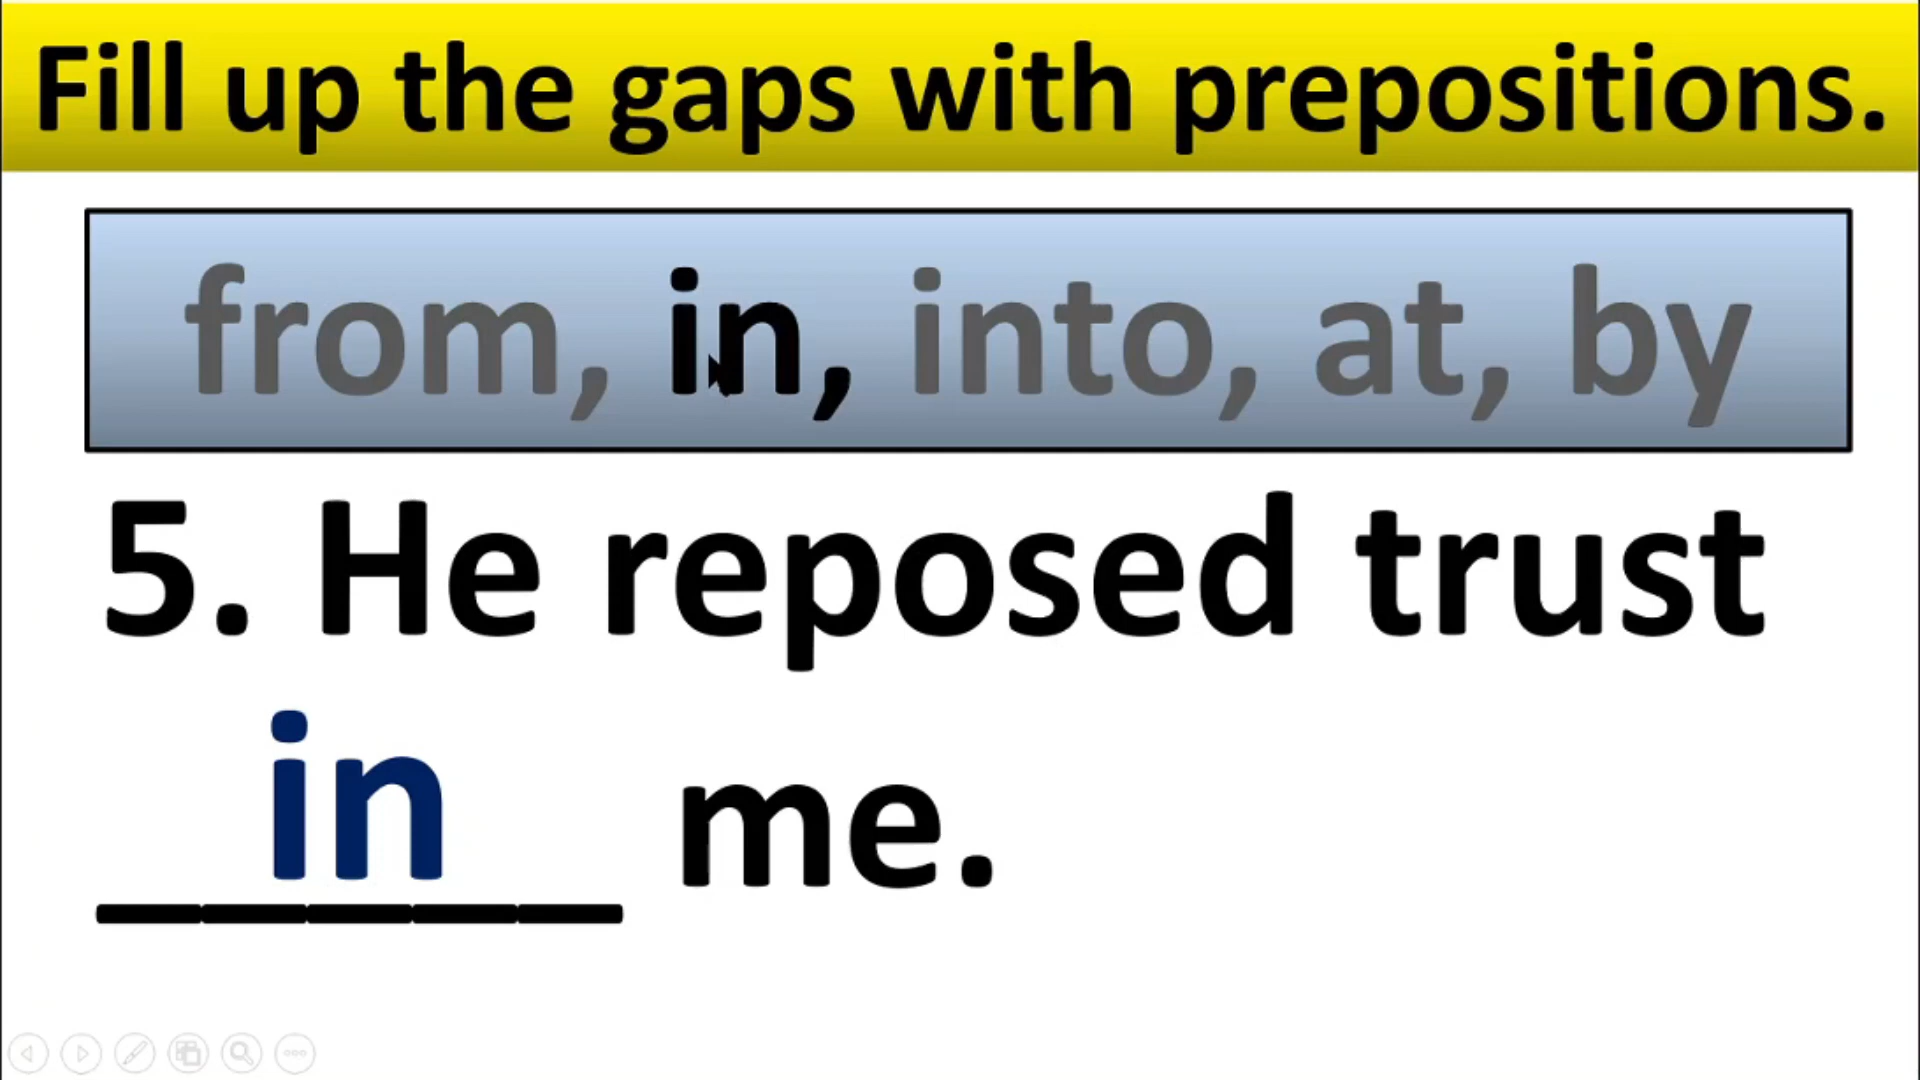 Fill up the gaps with prepositions.
from, in, into, at, by
5. He reposed trust
in me.